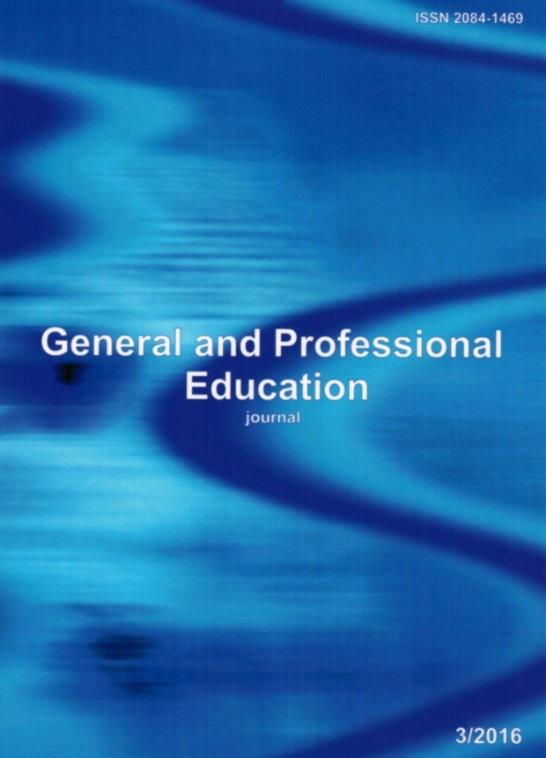 ISSN 2084-1469
General and Professional
Education
journal
3/2016